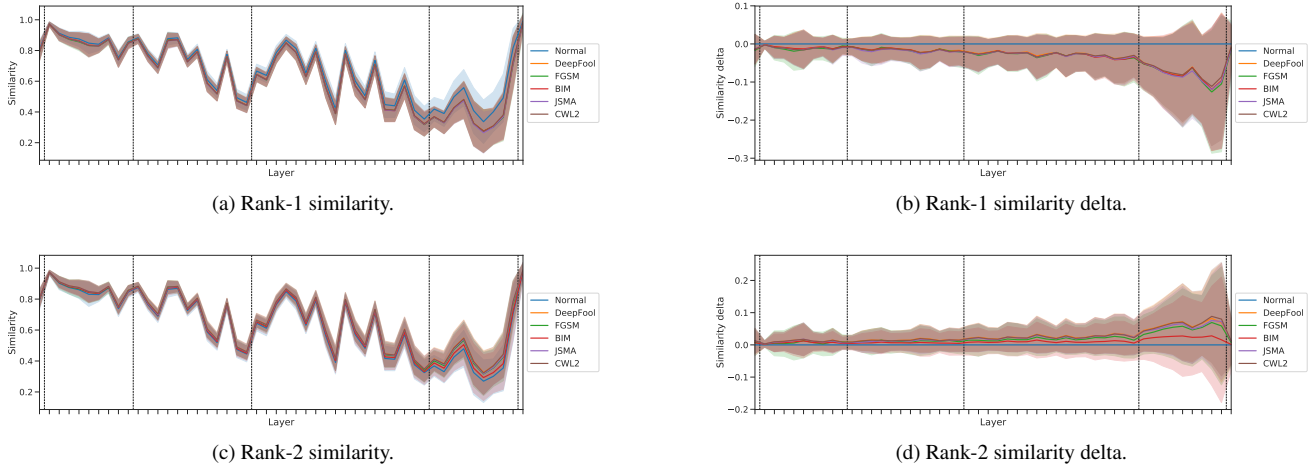 1.0
0.8
0.6
0.4
0.2
Similarity
Layer
Normal
DeepFool
FGSM
BIM
JSMA
CWL2
(a) Rank-1 similarity.
0.1
0.0
−0.1
−0.2
−0.3
Similarity delta
Layer
Normal
DeepFool
FGSM
BIM
JSMA
CWL2
(b) Rank-1 similarity delta.
1.0
0.8
0.6
0.4
0.2
Similarity
Layer
Normal
DeepFool
FGSM
BIM
JSMA
CWL2
(c) Rank-2 similarity.
0.2
0.1
0.0
−0.1
−0.2
Similarity delta
Layer
Normal
DeepFool
FGSM
BIM
JSMA
CWL2
(d) Rank-2 similarity delta.